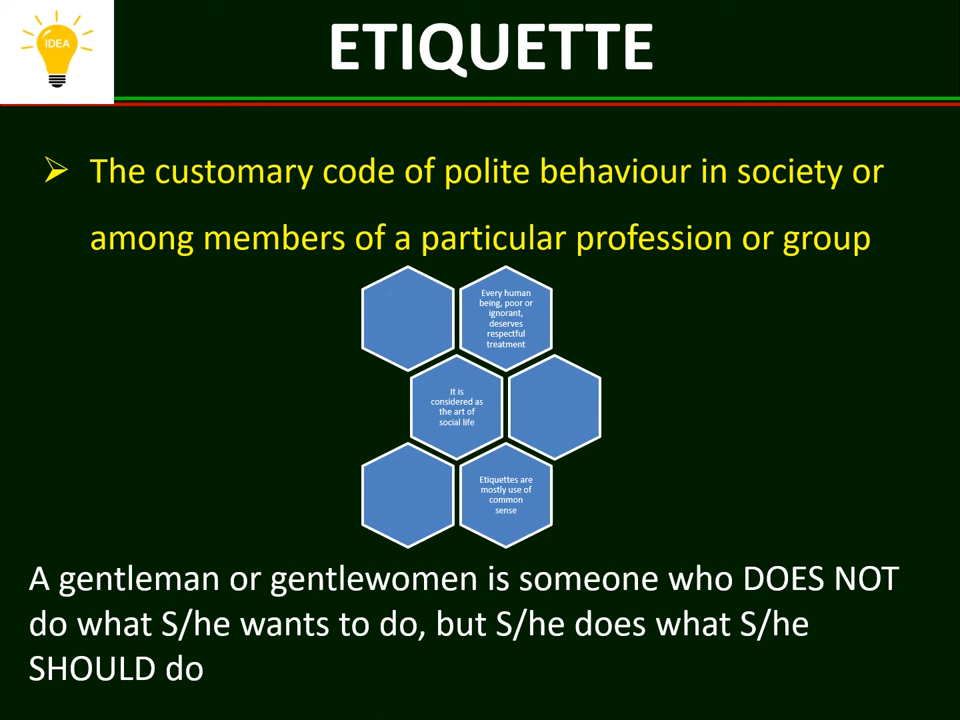 IDEA
ETIQUETTE
The customary code of polite behaviour in society or
among members of a particular profession or group
Every human
being, poor or
ignorant,
deserves
respectful
treatment
It is
considered as
the art of
social life
Etiquettes are
mostly use of
common
sense
A gentleman or gentlewomen is someone who DOES NOT
do what S/he wants to do, but S/he does what S/he
SHOULD do